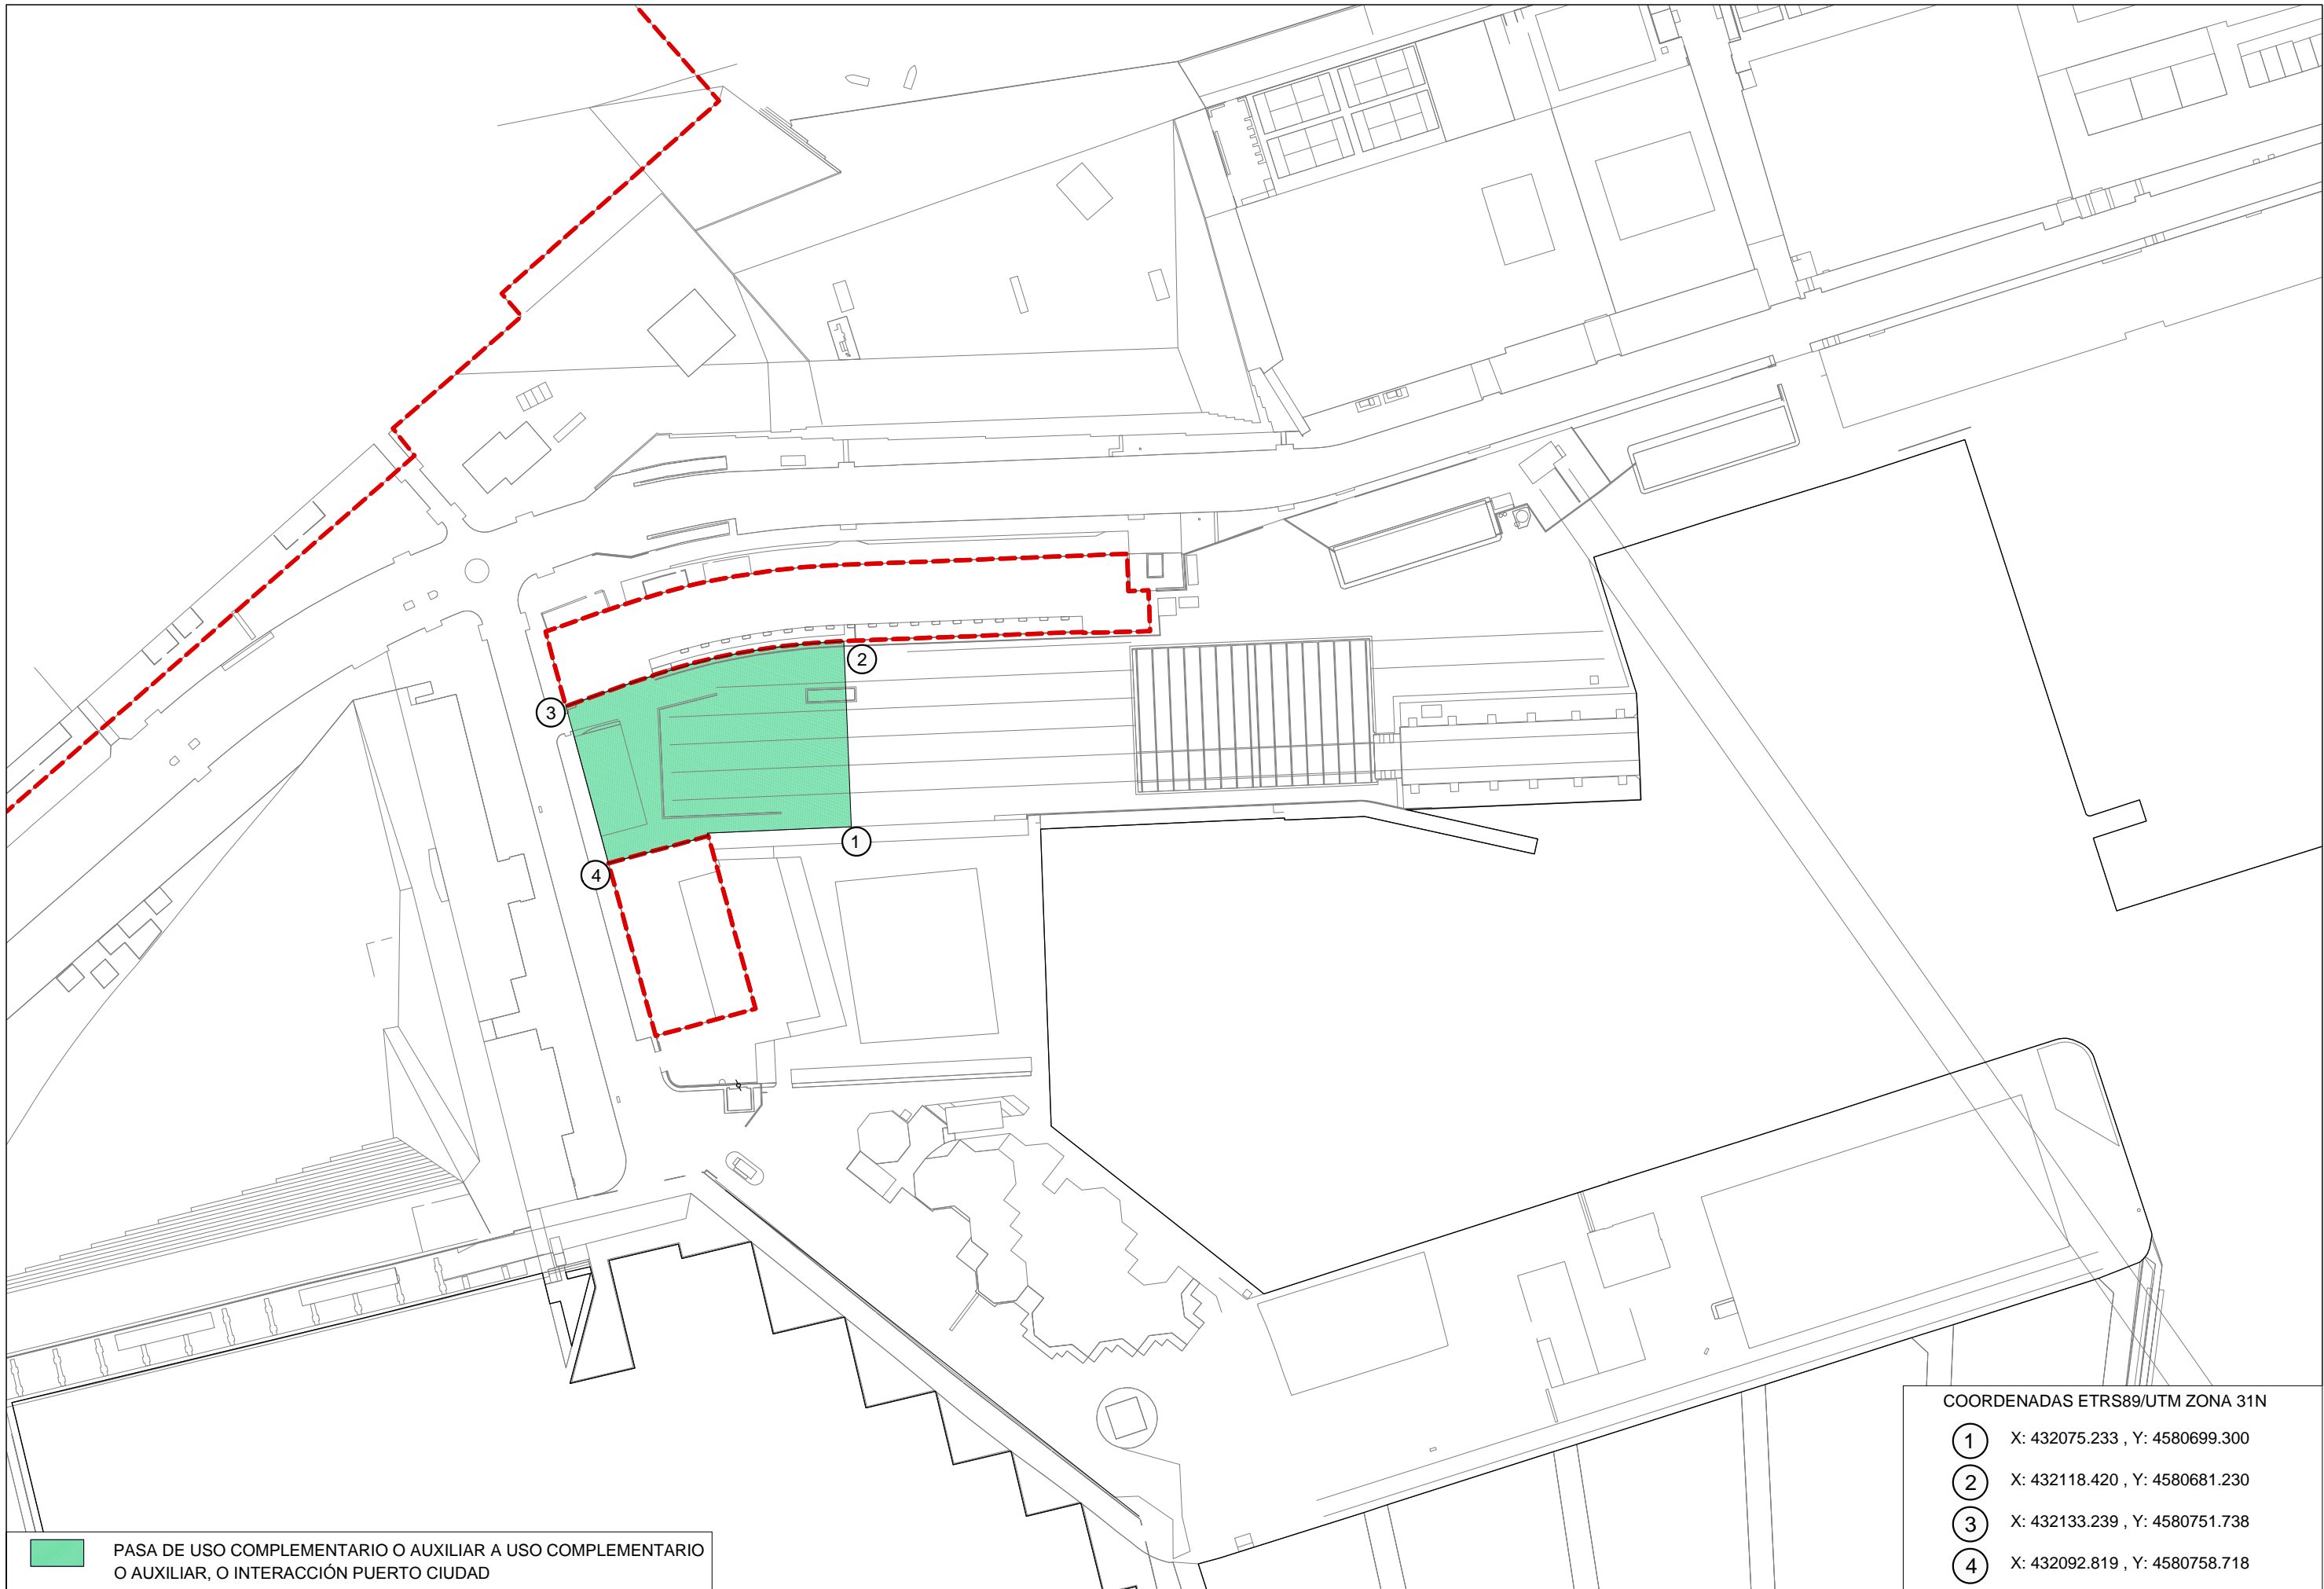 2
3
1
4
COORDENADAS ETRS89/UTM ZONA 31N
1 X: 432075.233 , Y: 4580699.300
2 X: 432118.420 , Y: 4580681.230
3 X: 432133.239 , Y: 4580751.738
4 X: 432092.819 , Y: 4580758.718
PASA DE USO COMPLEMENTARIO O AUXILIAR A USO COMPLEMENTARIO
O AUXILIAR, O INTERACCIÓN PUERTO CIUDAD